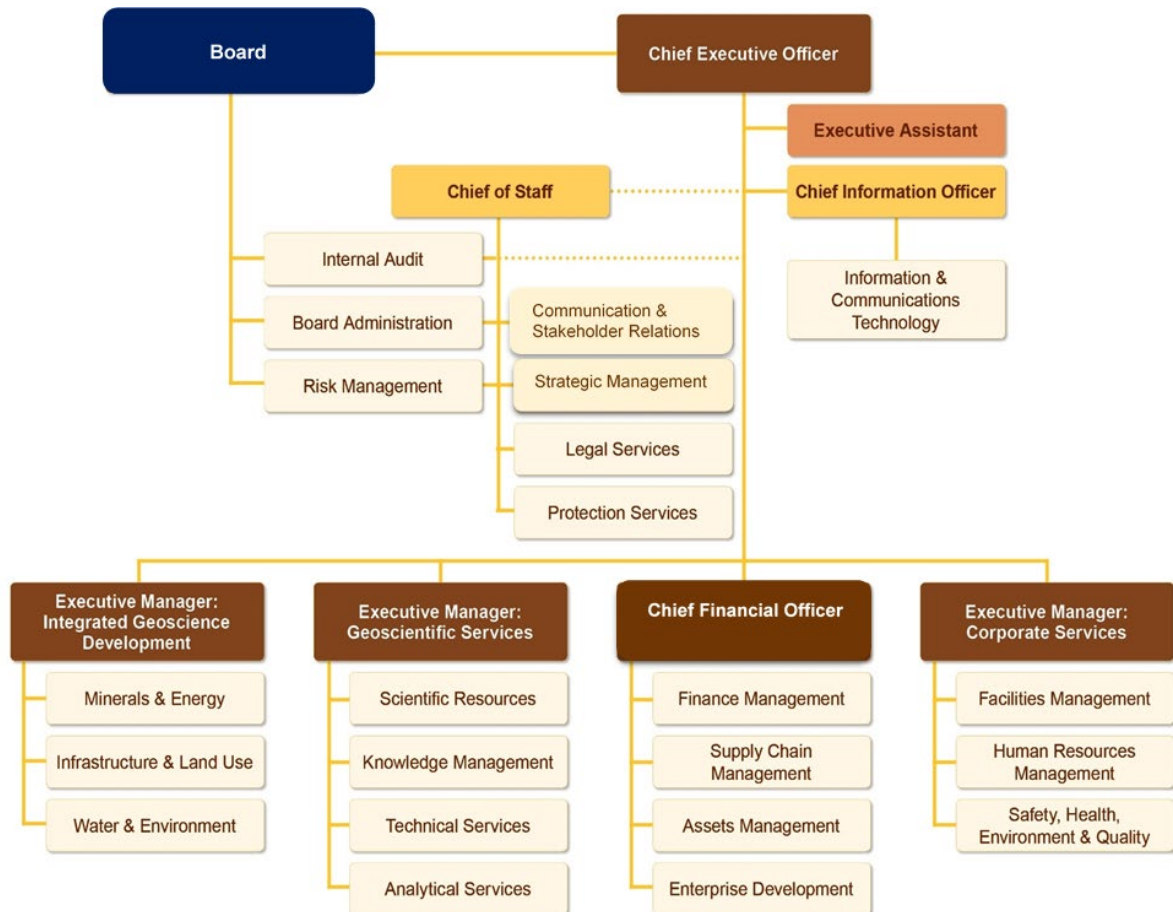 Board
Chief Executive Officer
Executive Assistant
Chief of Staff
Chief Information Officer
Internal Audit
Information &
Communications
Technology
Board Administration
Communication &
Stakeholder Relations
Risk Management
Strategic Management
Legal Services
Protection Services
Executive Manager:
Integrated Geoscience
Development
Minerals & Energy
Infrastructure & Land Use
Water & Environment
Executive Manager:
Geoscientific Services
Scientific Resources
Knowledge Management
Technical Services
Analytical Services
Chief Financial Officer
Finance Management
Supply Chain
Management
Assets Management
Enterprise Development
Executive Manager:
Corporate Services
Facilities Management
Human Resources
Management
Safety, Health,
Environment & Quality